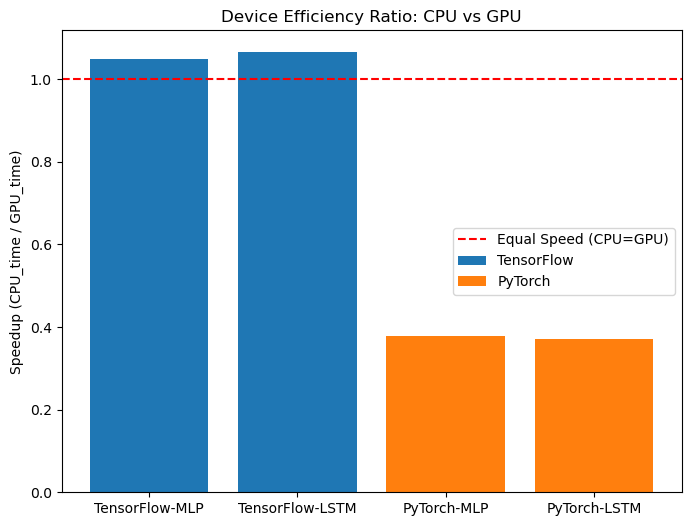 Device Efficiency Ratio: CPU vs GPU
Speedup (CPU_time / GPU_time)
1.0
0.8
0.6
0.4
0.2
0.0
Equal Speed (CPU=GPU)
TensorFlow
PyTorch
TensorFlow-MLP
TensorFlow-LSTM
PyTorch-MLP
PyTorch-LSTM